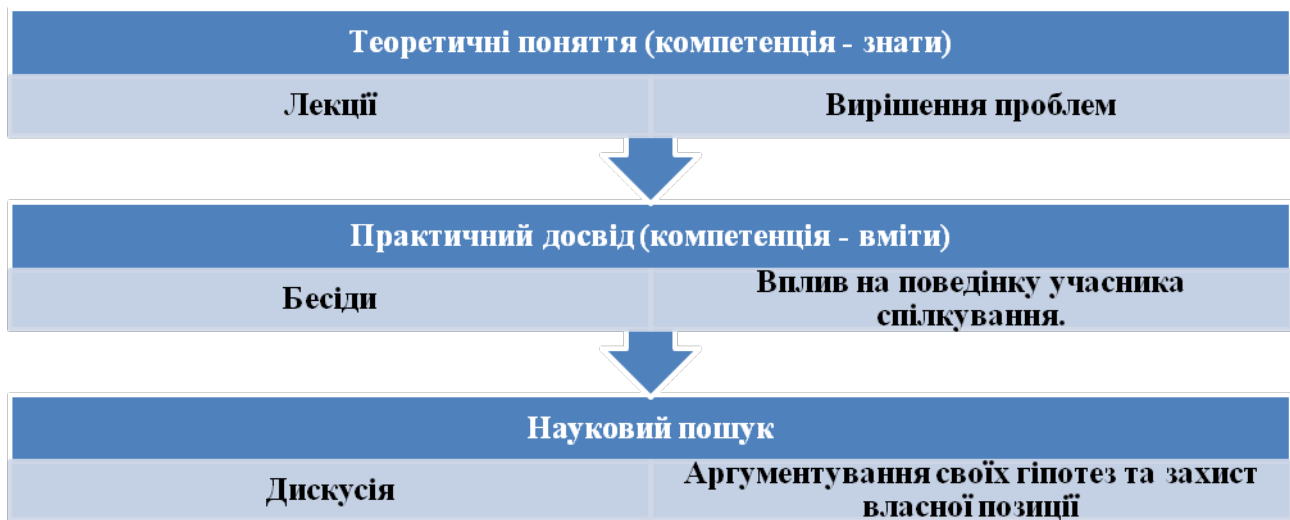 Теоретичні поняття (компетенція - знати)
Лекції
Вирішення проблем
Практичний досвід (компетенція - вміти)
Бесіди
Вплив на поведінку учасника
спілкування.
Науковий пошук
Дискусія
Аргументування своїх гіпотез та захист
власної позиції